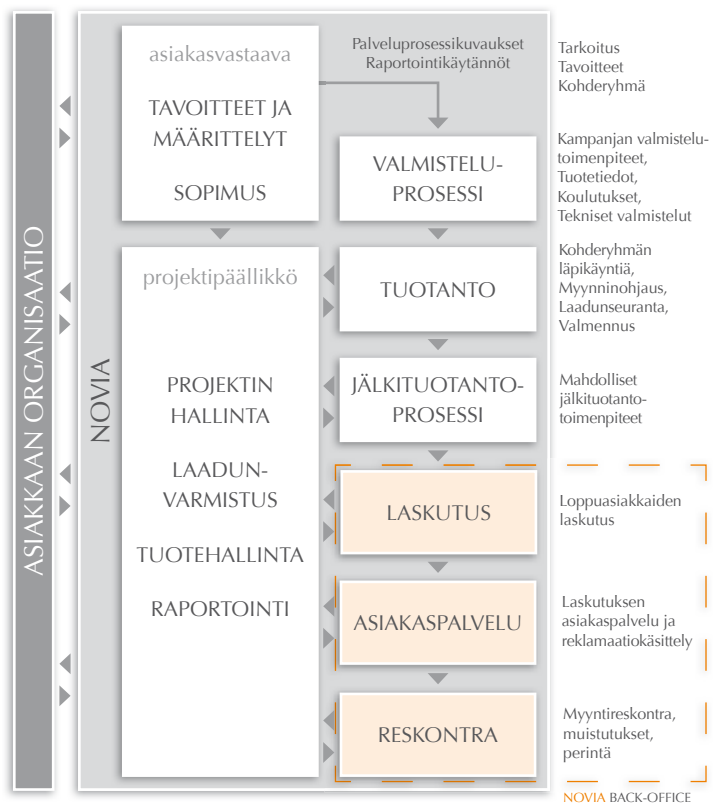 ASIAKKAAN ORGANISAATIO
NOVIA
asiakasvastaava
TAVOITTEET JA
MÄÄRITTELYT
SOPIMUS
Palveluprosessikuvaukset
Raportointikäytännöt
Tarkoitus
Tavoitteet
Kohderyhmä
VALMISTELU-
PROSESSI
Kampanjan valmistelu-
toimenpiteet,
Tuotetiedot,
Koulutukset,
Tekniset valmistelut
projektipäällikkö
PROJEKTIN
HALLINTA
LAADUN-
VARMISTUS
TUOTEHALLINTA
RAPORTOINTI
TUOTANTO
Kohderyhmän
läpikäyntiä,
Myynninohjaus,
Laadunseuranta,
Valmennus
JÄLKITUOTANTO-
PROSESSI
Mahdolliset
jälkituotanto-
toimenpiteet
LASKUTUS
Loppuasiakkaiden
laskutus
ASIAKASPALVELU
Laskutuksen
asiakaspalvelu ja
reklamaatiokäsittely
RESKONTRA
Myyntireskontra,
muistutukset,
perintä
NOVIA BACK-OFFICE